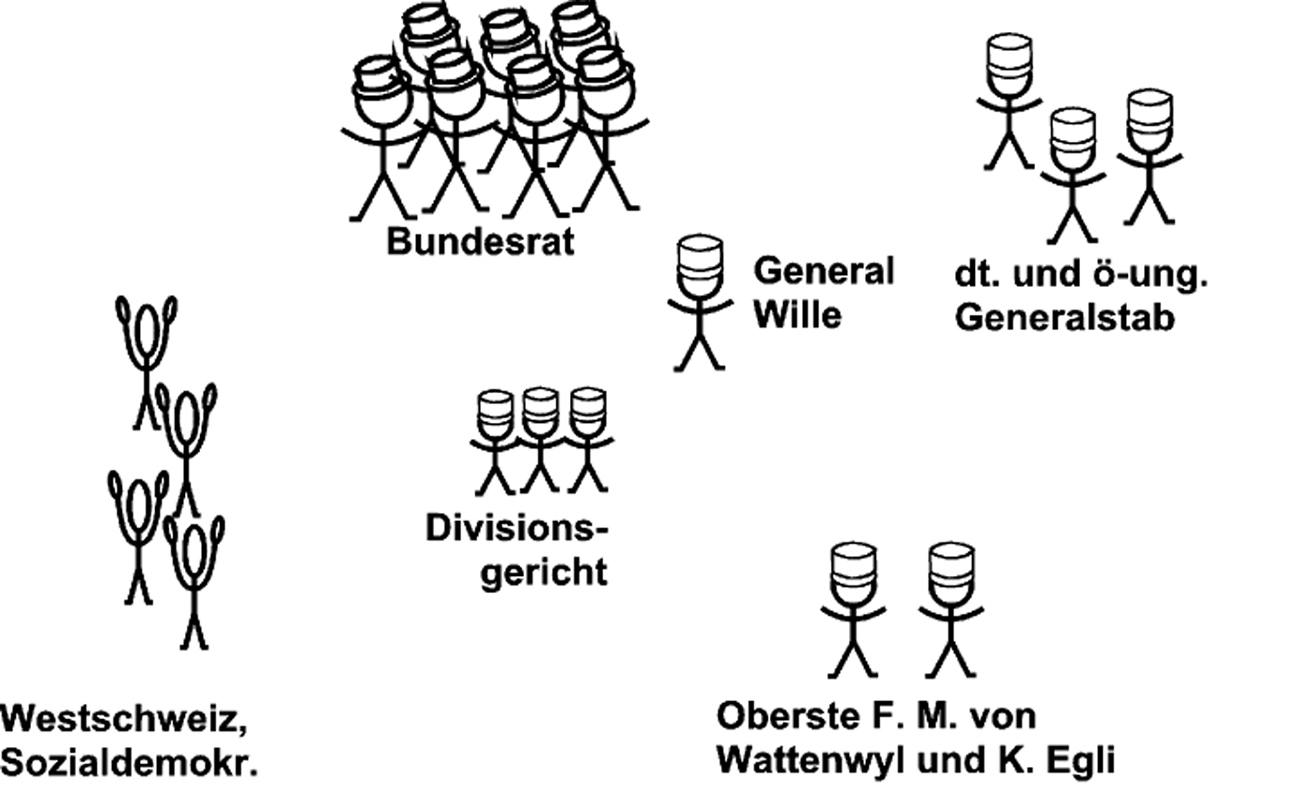 Bundesrat
General
Wille
dt. und ö-ung.
Generalstab
Divisions-
gericht
Westschweiz,
Sozialdemokr.
Oberste F. M. von
Wattenwyl und K. Egli